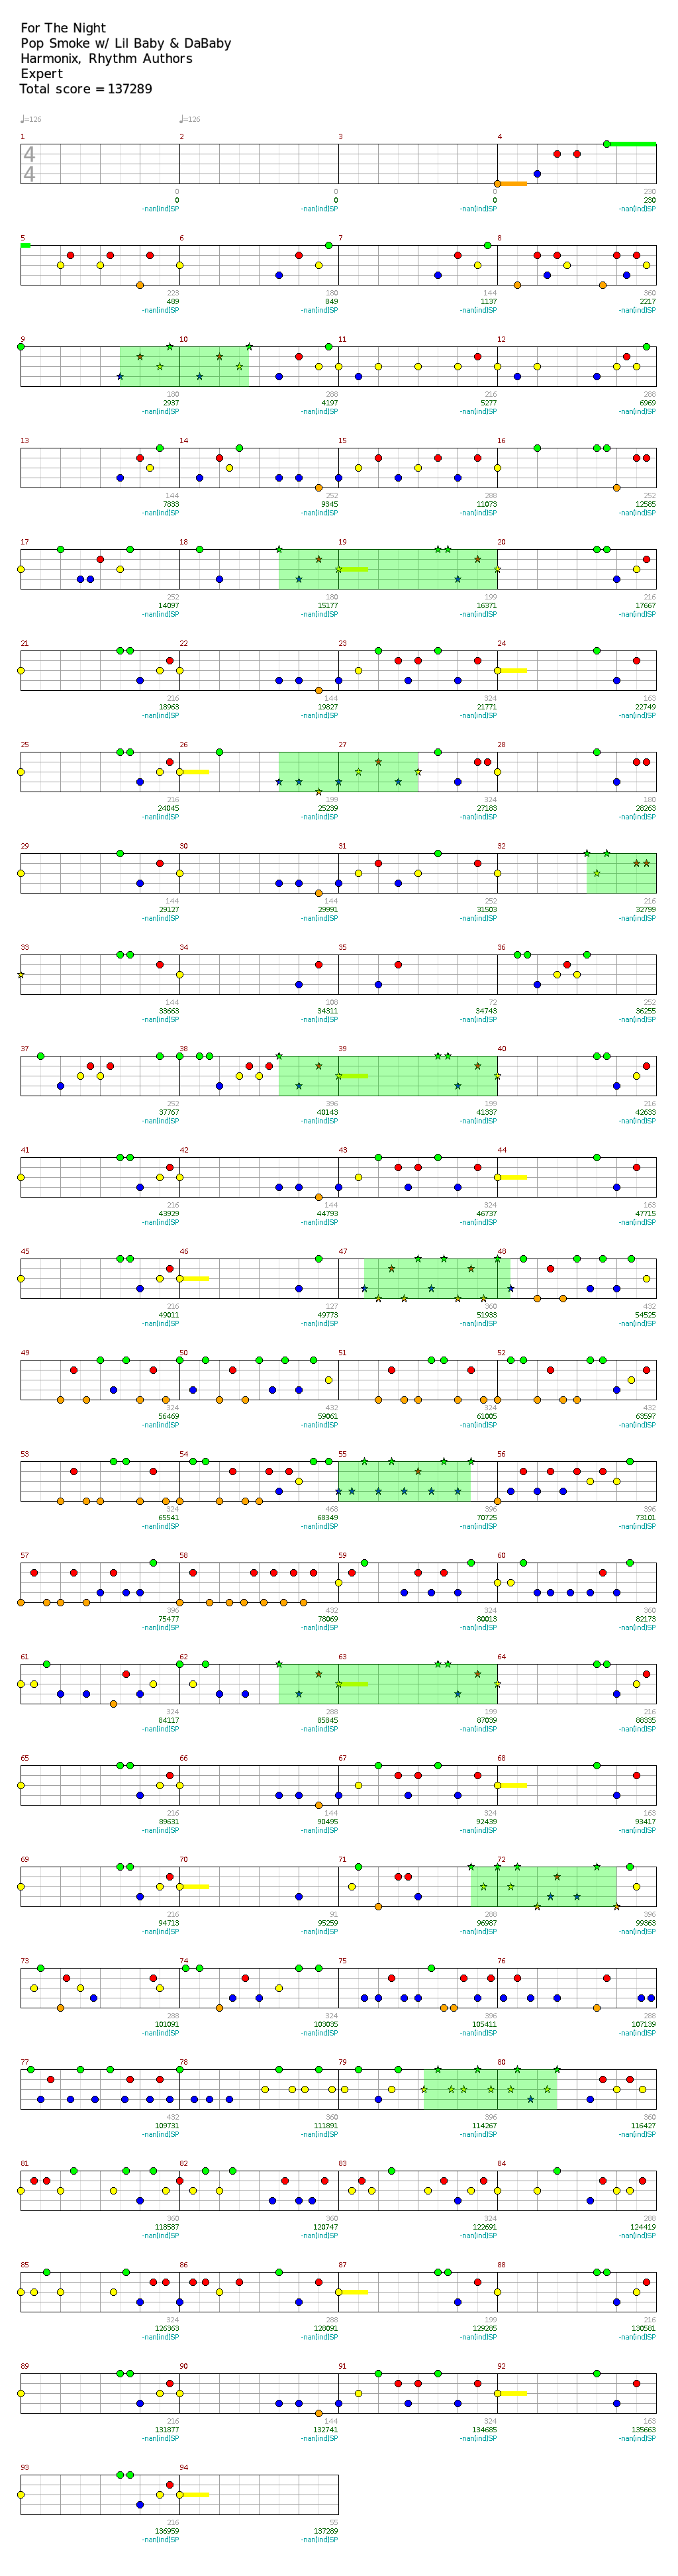 For The Night
Pop Smoke w/ Lil Baby & DaBaby
Harmonix, Rhythm Authors
Expert
Total score = 137289
♩=126 ♩=126
1 2 3 4
4
4
0 0 0 230
0 0 0 230
-nan(ind)SP -nan(ind)SP -nan(ind)SP -nan(ind)SP
5 6 7 8
223 180 144 360
489 849 1137 2217
-nan(ind)SP -nan(ind)SP -nan(ind)SP -nan(ind)SP
9 10 11 12
180 288 216 288
2937 4197 5277 6969
-nan(ind)SP -nan(ind)SP -nan(ind)SP -nan(ind)SP
13 14 15 16
144 252 288 252
7833 9345 11073 12585
-nan(ind)SP -nan(ind)SP -nan(ind)SP -nan(ind)SP
17 18 19 20
252 180 199 216
14097 15177 16371 17667
-nan(ind)SP -nan(ind)SP -nan(ind)SP -nan(ind)SP
21 22 23 24
216 144 324 163
18963 19827 21771 22749
-nan(ind)SP -nan(ind)SP -nan(ind)SP -nan(ind)SP
25 26 27 28
216 199 324 180
24045 25239 27183 28263
-nan(ind)SP -nan(ind)SP -nan(ind)SP -nan(ind)SP
29 30 31 32
144 144 252 216
29127 29991 31503 32799
-nan(ind)SP -nan(ind)SP -nan(ind)SP -nan(ind)SP
33 34 35 36
144 108 72 252
33663 34311 34743 36255
-nan(ind)SP -nan(ind)SP -nan(ind)SP -nan(ind)SP
37 38 39 40
252 396 199 216
37767 40143 41337 42633
-nan(ind)SP -nan(ind)SP -nan(ind)SP -nan(ind)SP
41 42 43 44
216 144 324 163
43929 44793 46737 47715
-nan(ind)SP -nan(ind)SP -nan(ind)SP -nan(ind)SP
45 46 47 48
216 127 360 432
49011 49773 51933 54525
-nan(ind)SP -nan(ind)SP -nan(ind)SP -nan(ind)SP
49 50 51 52
324 432 324 432
56469 59061 61005 63597
-nan(ind)SP -nan(ind)SP -nan(ind)SP -nan(ind)SP
53 54 55 56
324 468 396 396
65541 68349 70725 73101
-nan(ind)SP -nan(ind)SP -nan(ind)SP -nan(ind)SP
57 58 59 60
396 432 324 360
75477 78069 80013 82173
-nan(ind)SP -nan(ind)SP -nan(ind)SP -nan(ind)SP
61 62 63 64
324 288 199 216
84117 85845 87039 88335
-nan(ind)SP -nan(ind)SP -nan(ind)SP -nan(ind)SP
65 66 67 68
216 144 324 163
89631 90495 92439 93417
-nan(ind)SP -nan(ind)SP -nan(ind)SP -nan(ind)SP
69 70 71 72
216 91 288 396
94713 95259 96987 99363
-nan(ind)SP -nan(ind)SP -nan(ind)SP -nan(ind)SP
73 74 75 76
288 324 396 288
101091 103035 105411 107139
-nan(ind)SP -nan(ind)SP -nan(ind)SP -nan(ind)SP
77 78 79 80
432 360 396 360
109731 111891 114267 116427
-nan(ind)SP -nan(ind)SP -nan(ind)SP -nan(ind)SP
81 82 83 84
360 360 324 288
118587 120747 122691 124419
-nan(ind)SP -nan(ind)SP -nan(ind)SP -nan(ind)SP
85 86 87 88
324 288 199 216
126363 128091 129285 130581
-nan(ind)SP -nan(ind)SP -nan(ind)SP -nan(ind)SP
89 90 91 92
216 144 324 163
131877 132741 134685 135663
-nan(ind)SP -nan(ind)SP -nan(ind)SP -nan(ind)SP
93 94
216 55
136959 137289
-nan(ind)SP -nan(ind)SP